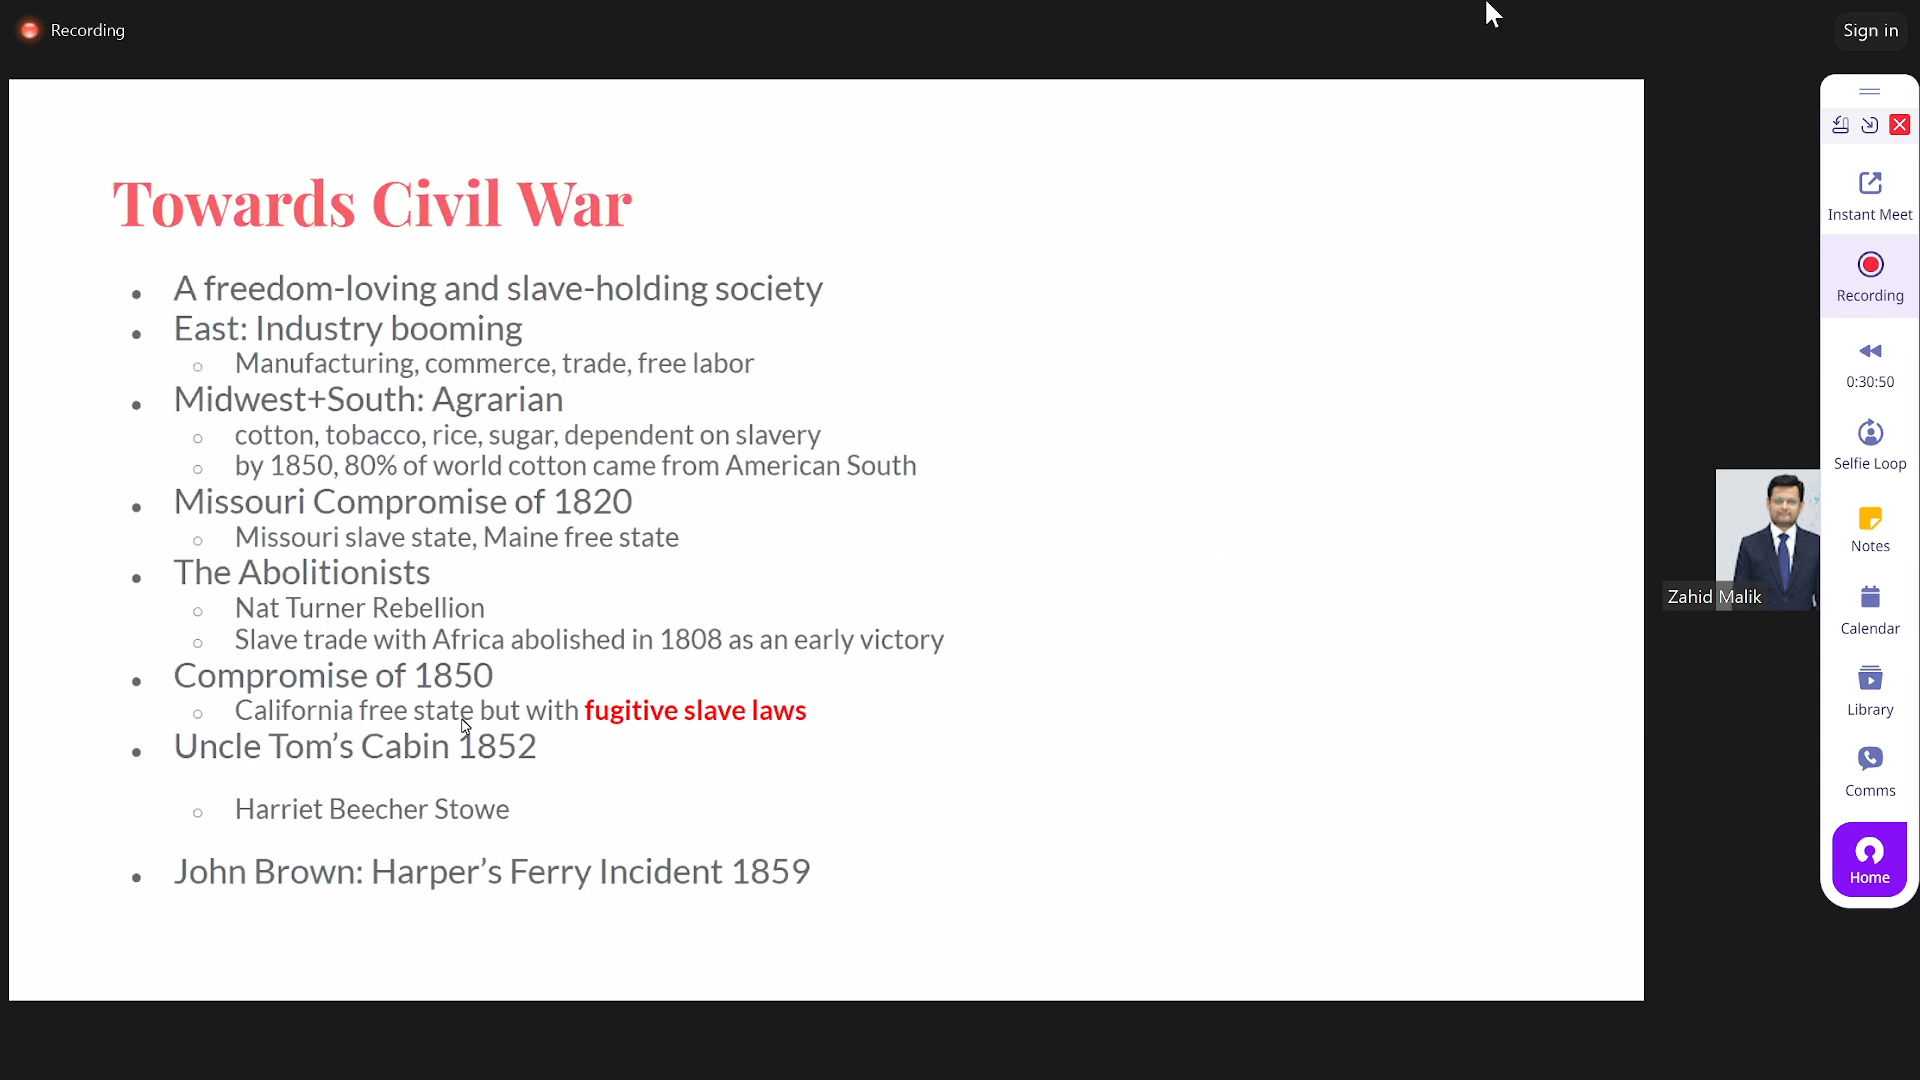 Recording
Sign in
Towards Civil War
• A freedom-loving and slave-holding society
• East: Industry booming
○ Manufacturing, commerce, trade, free labor
• Midwest+South: Agrarian
○ cotton, tobacco, rice, sugar, dependent on slavery
○ by 1850, 80% of world cotton came from American South
• Missouri Compromise of 1820
○ Missouri slave state, Maine free state
• The Abolitionists
○ Nat Turner Rebellion
○ Slave trade with Africa abolished in 1808 as an early victory
• Compromise of 1850
○ California free state but with fugitive slave laws
• Uncle Tom’s Cabin 1852
○ Harriet Beecher Stowe
• John Brown: Harper’s Ferry Incident 1859
Zahid Malik
Instant Meet
Recording
0:30:50
Selfie Loop
Notes
Calendar
Library
Comms
Home